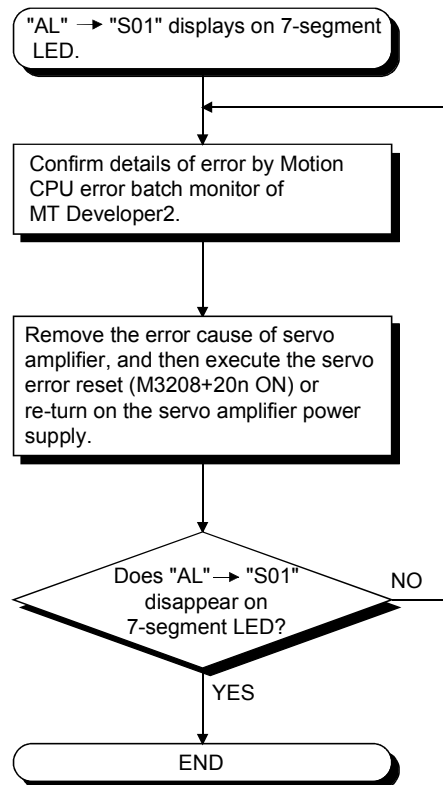 "AL" → "S01" displays on 7-segment
LED.
Confirm details of error by Motion
CPU error batch monitor of
MT Developer2.
Remove the error cause of servo
amplifier, and then execute the servo
error reset (M3208+20n ON) or
re-turn on the servo amplifier power
supply.
Does "AL" → "S01"
disappear on
7-segment LED?
NO
YES
END